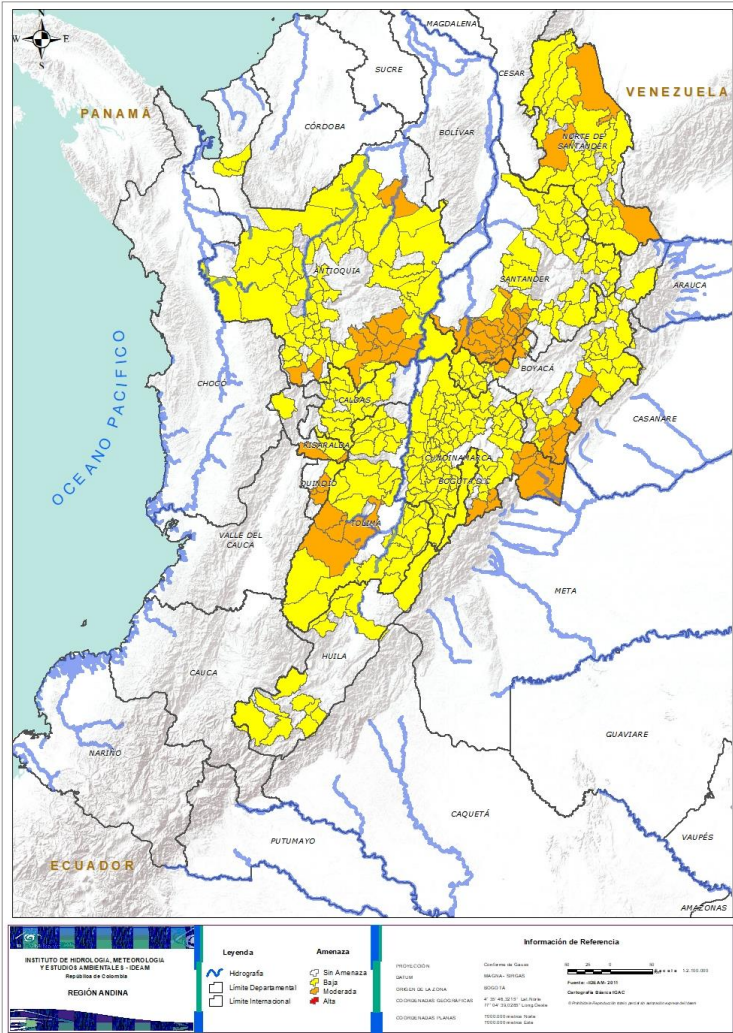 N
W
E
S
MAGDALENA
SUCRE
CESAR
VENEZUELA
PANAMÁ
CÓRDOBA
BOLÍVAR
NORTE DE
SANTANDER
ANTIOQUIA
SANTANDER
ARAUCA
OCEANO PACIFICO
CHOCÓ
BOYACÁ
CALDAS
CASANARE
RISARALDA
CUNDINAMARCA
QUINDIO
BOGOTÁ D.C.
TOLIMA
VALLE DEL
CAUCA
META
HUILA
CAUCA
GUAVIARE
NARIÑO
CAQUETÁ
PUTUMAYO
VAUPÉS
ECUADOR
AMAZONAS
INSTITUTO DE HIDROLOGIA, METEOROLOGIA
Y ESTUDIOS AMBIENTALES - IDEAM
República de Colombia
REGIÓN ANDINA
Leyenda
Hidrografía
Límite Departamental
Límite Internacional
Amenaza
Sin Amenaza
Baja
Moderada
Alta
Información de Referencia
PROYECCIÓN
Conforme de Gauss
DATUM
MAGNA - SIRGAS
ORIGEN DE LA ZONA
BOGOTÁ
COORDENADAS GEOGRAFICAS
COORDENADAS PLANAS
Fuente: IDEAM- 2011
Cartografía Básica IGAC